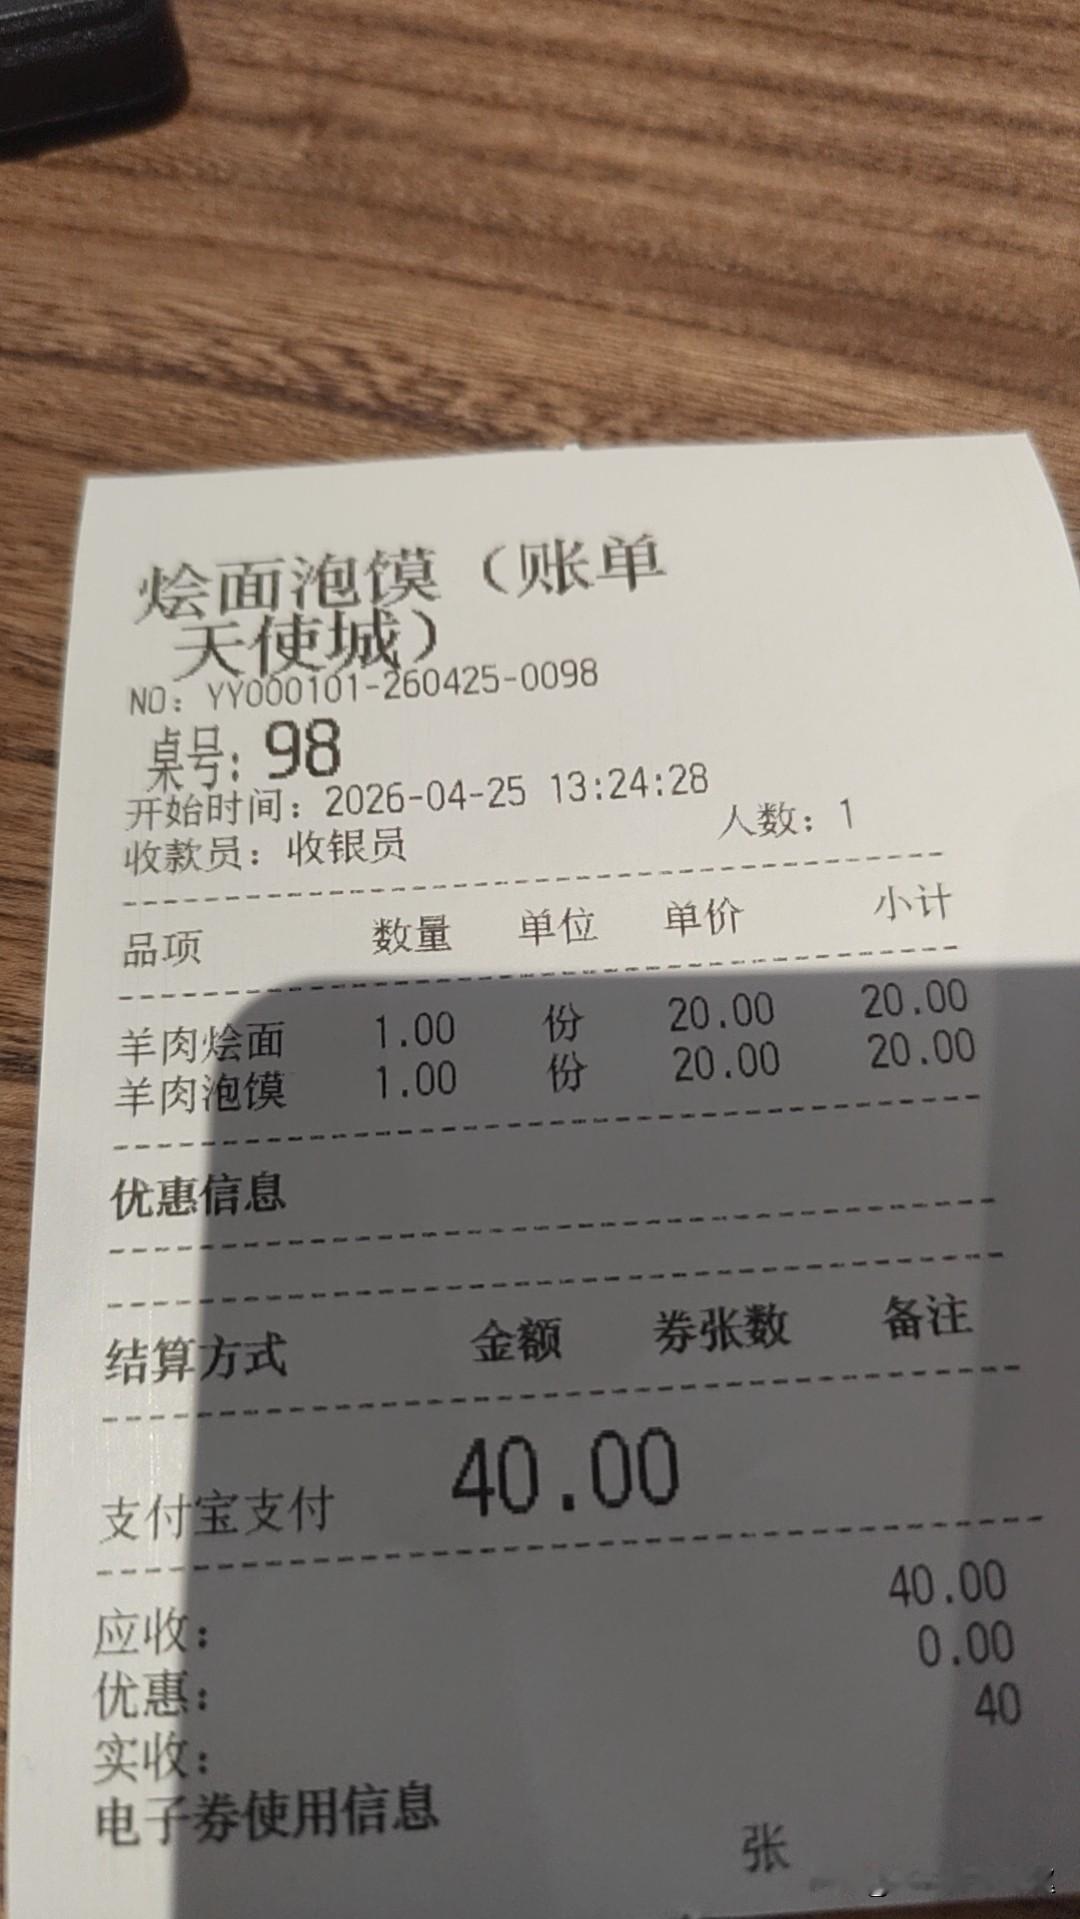 烩面泡馍（账单
天使城）
NO：YY000101-260425-0098
桌号: 98
开始时间：2026-04-25 13:24:28
收款员：收银员 人数：1
品项 数量 单位 单价 小计
羊肉烩面 1.00 份 20.00 20.00
羊肉泡馍 1.00 份 20.00 20.00
优惠信息
结算方式 金额 券张数 备注
支付宝支付 40.00
应收： 40.00
优惠： 0.00
实收： 40
电子券使用信息
张